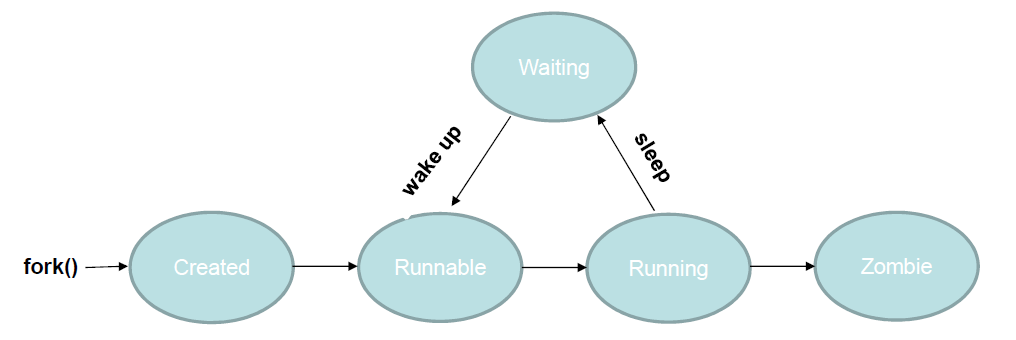 Waiting
wake up
sleep
fork()
Created
Runnable
Running
Zombie